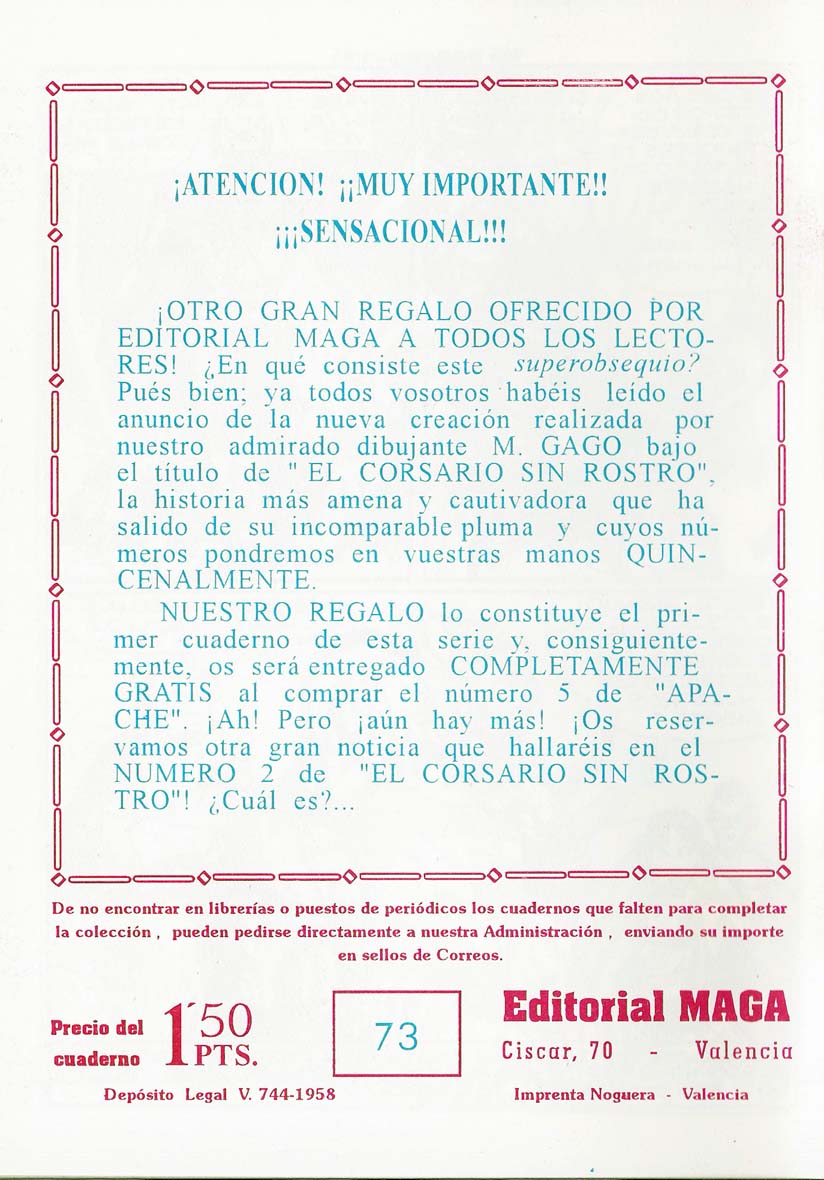 ¡ATENCION! ¡¡MUY IMPORTANTE!!
¡¡¡SENSACIONAL!!!
¡OTRO GRAN REGALO OFRECIDO POR
EDITORIAL MAGA A TODOS LOS LECTO-
RES! ¿En qué consiste este superobsequio?
Pués bien; ya todos vosotros habéis leído el
anuncio de la nueva creación realizada por
nuestro admirado dibujante M. GAGO bajo
el título de " EL CORSARIO SIN ROSTRO",
la historia más amena y cautivadora que ha
salido de su incomparable pluma y cuyos nú-
meros pondremos en vuestras manos QUIN-
CENALMENTE.
NUESTRO REGALO lo constituye el pri-
mer cuaderno de esta serie y, consiguiente-
mente, os será entregado COMPLETAMENTE
GRATIS al comprar el número 5 de "APA-
CHE". ¡Ah! Pero ¡aún hay más! ¡Os reser-
vamos otra gran noticia que hallaréis en el
NUMERO 2 de "EL CORSARIO SIN ROS-
TRO"! ¿Cuál es?...
De no encontrar en librerías o puestos de periódicos los cuadernos que falten para completar
la colección , pueden pedirse directamente a nuestra Administración , enviando su importe
en sellos de Correos.
Precio del
cuaderno
1´50
PTS.
73
Editorial MAGA
Ciscar, 70 - Valencia
Depósito Legal V. 744-1958
Imprenta Noguera - Valencia